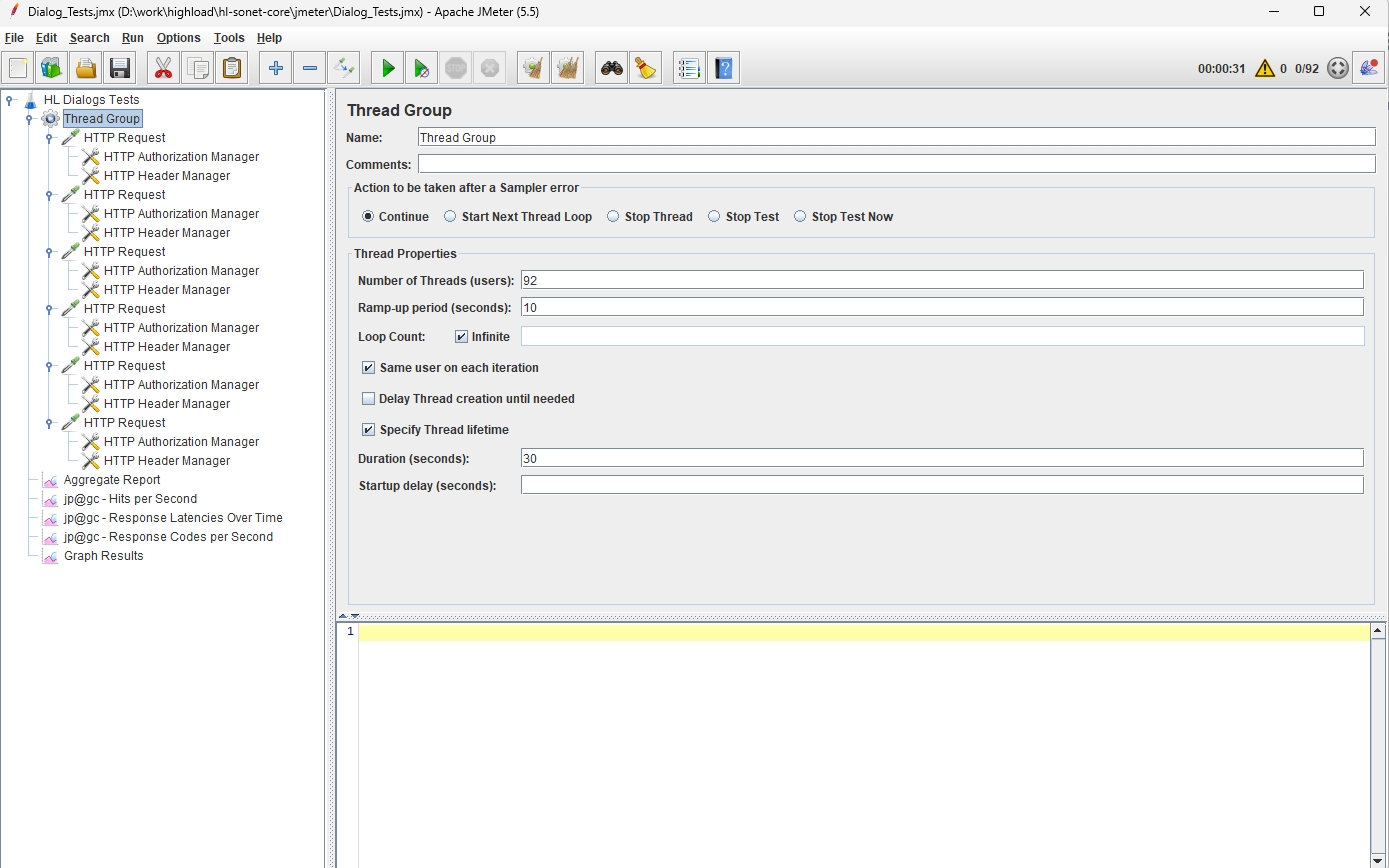 Dialog_Tests.jmx (D:\work\highload\hl-sonet-core\jmeter\Dialog_Tests.jmx) - Apache JMeter (5.5)
File Edit Search Run Options Tools Help
STOP
?
00:00:31 0 0/92
HL Dialogs Tests
Thread Group
HTTP Request
HTTP Authorization Manager
HTTP Header Manager
HTTP Request
HTTP Authorization Manager
HTTP Header Manager
HTTP Request
HTTP Authorization Manager
HTTP Header Manager
HTTP Request
HTTP Authorization Manager
HTTP Header Manager
HTTP Request
HTTP Authorization Manager
HTTP Header Manager
HTTP Request
HTTP Authorization Manager
HTTP Header Manager
Aggregate Report
jp@gc - Hits per Second
jp@gc - Response Latencies Over Time
jp@gc - Response Codes per Second
Graph Results
Thread Group
Name: Thread Group
Comments:
Action to be taken after a Sampler error
Continue Start Next Thread Loop Stop Thread Stop Test Stop Test Now
Thread Properties
Number of Threads (users): 92
Ramp-up period (seconds): 10
Loop Count: Infinite
Same user on each iteration
Delay Thread creation until needed
Specify Thread lifetime
Duration (seconds): 30
Startup delay (seconds):
1